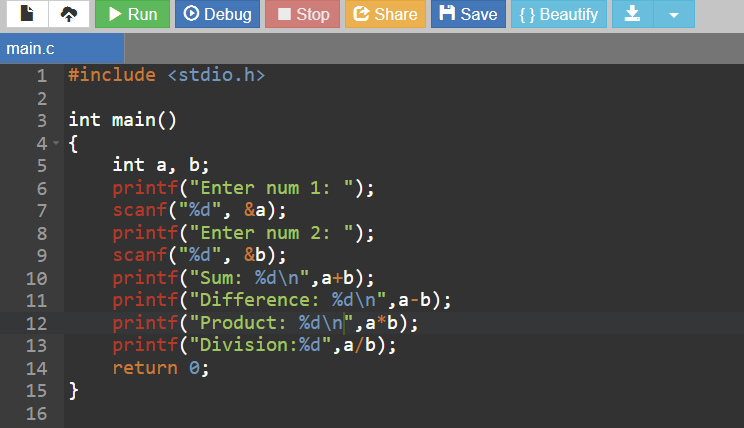 Run Debug Stop Share Save { } Beautify
main.c
1 #include <stdio.h>
2
3 int main()
4 {
5     int a, b;
6     printf("Enter num 1: ");
7     scanf("%d", &a);
8     printf("Enter num 2: ");
9     scanf("%d", &b);
10     printf("Sum: %d\n",a+b);
11     printf("Difference: %d\n",a-b);
12     printf("Product: %d\n",a*b);
13     printf("Division:%d",a/b);
14     return 0;
15 }
16